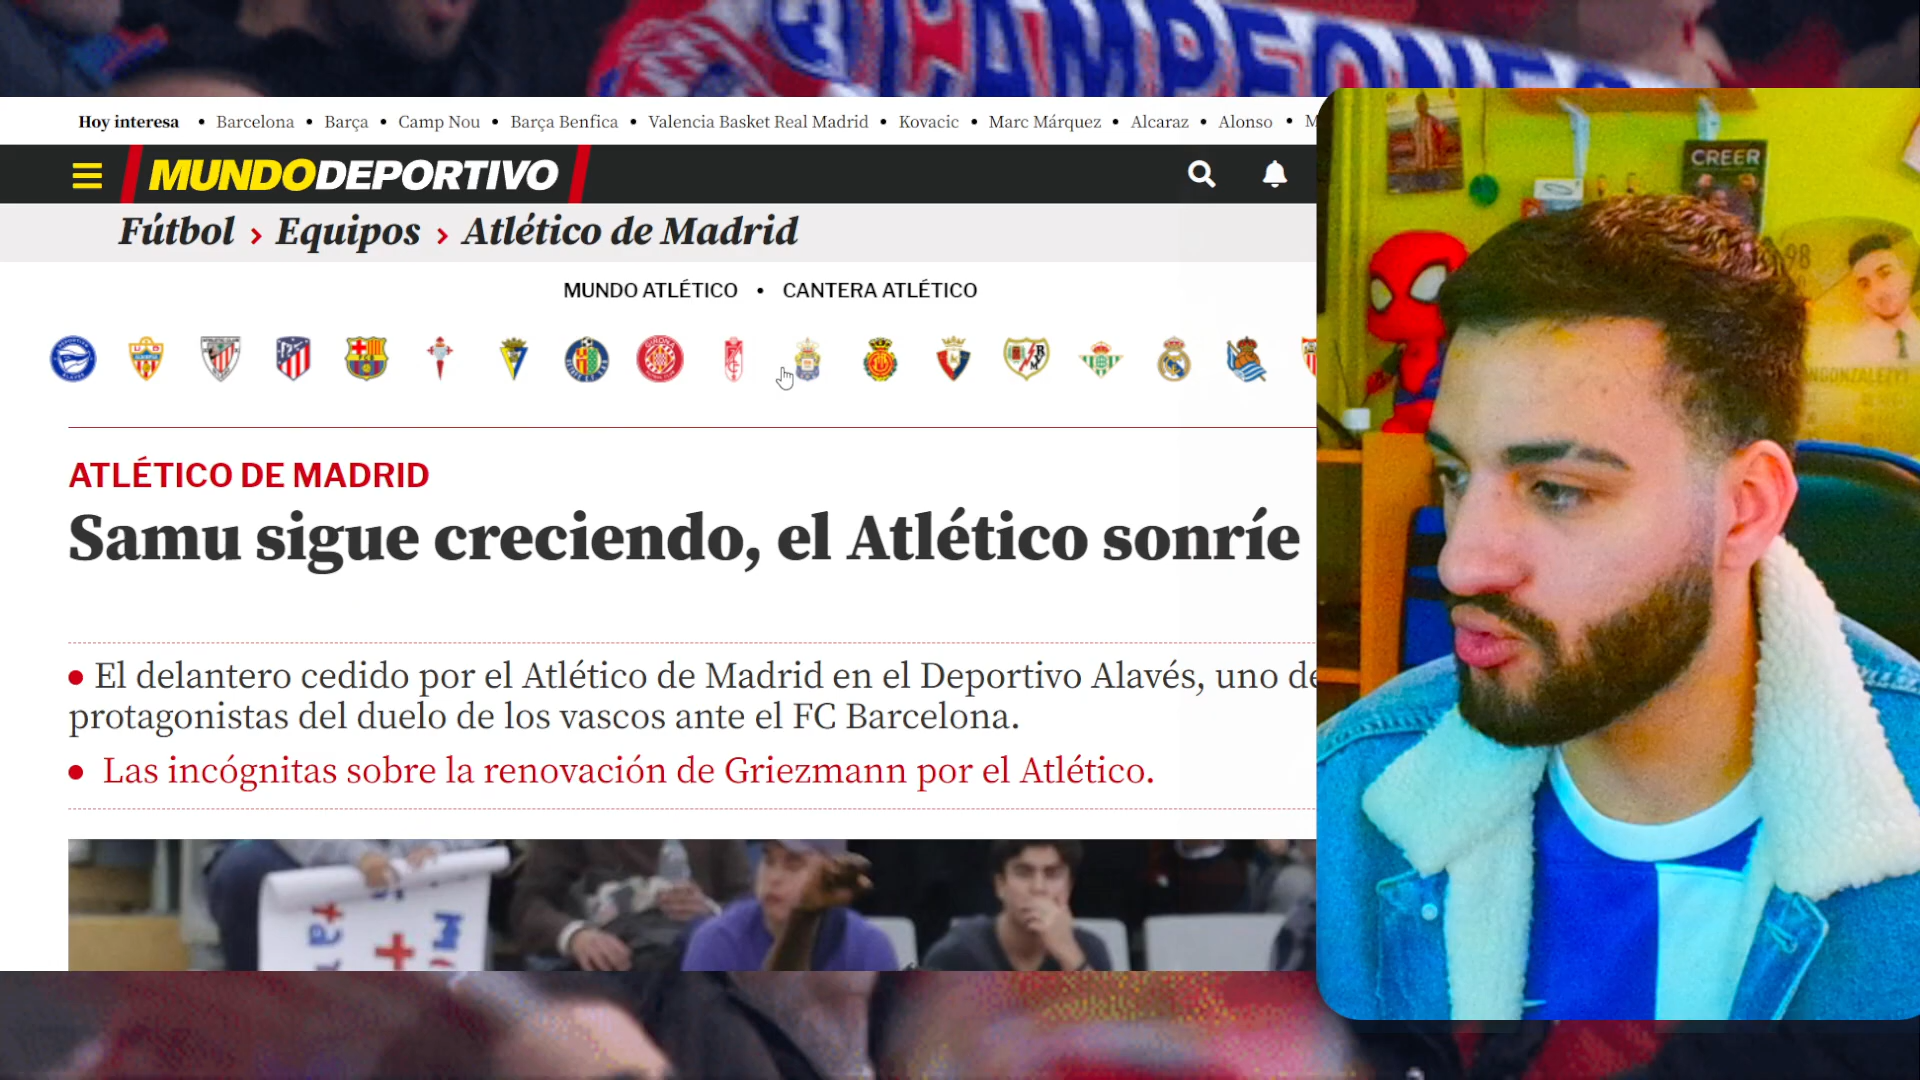 CAMPEONES
Hoy interesa • Barcelona • Barça • Camp Nou • Barça Benfica • Valencia Basket Real Madrid • Kovacic • Marc Márquez • Alcaraz • Alonso • M
MUNDODEPORTIVO
Fútbol › Equipos › Atlético de Madrid
MUNDO ATLÉTICO • CANTERA ATLÉTICO
ATLÉTICO DE MADRID
Samu sigue creciendo, el Atlético sonríe
• El delantero cedido por el Atlético de Madrid en el Deportivo Alavés, uno de
protagonistas del duelo de los vascos ante el FC Barcelona.
• Las incógnitas sobre la renovación de Griezmann por el Atlético.
CREER
98